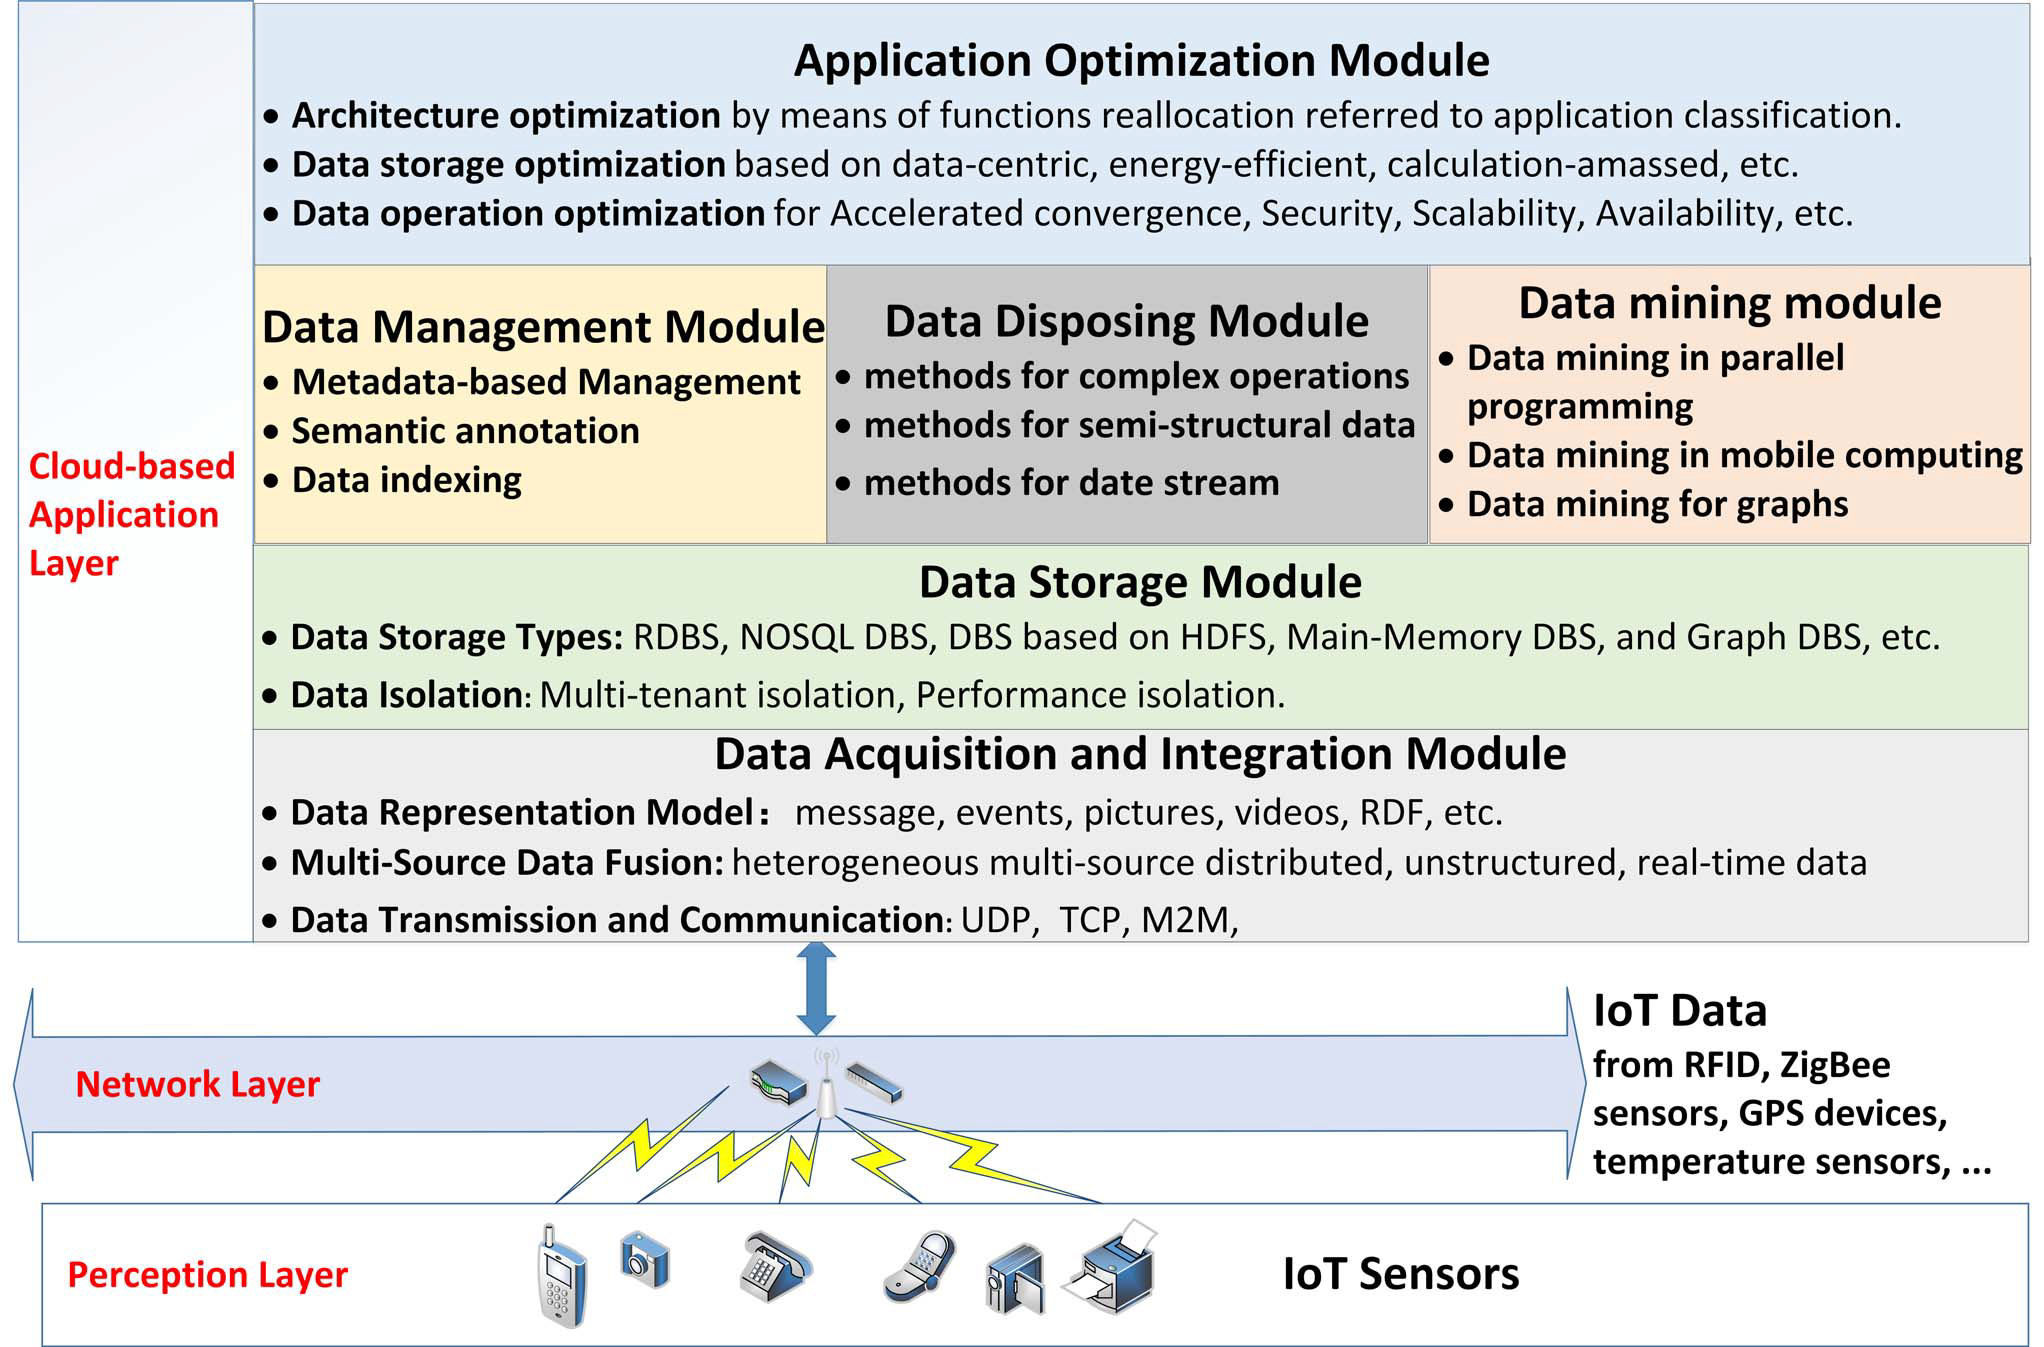 Application Optimization Module
• Architecture optimization by means of functions reallocation referred to application classification.
• Data storage optimization based on data-centric, energy-efficient, calculation-amassed, etc.
• Data operation optimization for Accelerated convergence, Security, Scalability, Availability, etc.
Cloud-based
Application
Layer
Data Management Module
• Metadata-based Management
• Semantic annotation
• Data indexing
Data Disposing Module
• methods for complex operations
• methods for semi-structural data
• methods for date stream
Data mining module
• Data mining in parallel
programming
• Data mining in mobile computing
• Data mining for graphs
Data Storage Module
• Data Storage Types: RDBS, NOSQL DBS, DBS based on HDFS, Main-Memory DBS, and Graph DBS, etc.
• Data Isolation: Multi-tenant isolation, Performance isolation.
Data Acquisition and Integration Module
• Data Representation Model： message, events, pictures, videos, RDF, etc.
• Multi-Source Data Fusion: heterogeneous multi-source distributed, unstructured, real-time data
• Data Transmission and Communication: UDP, TCP, M2M,
Network Layer
IoT Data
from RFID, ZigBee
sensors, GPS devices,
temperature sensors, ...
Perception Layer
IoT Sensors